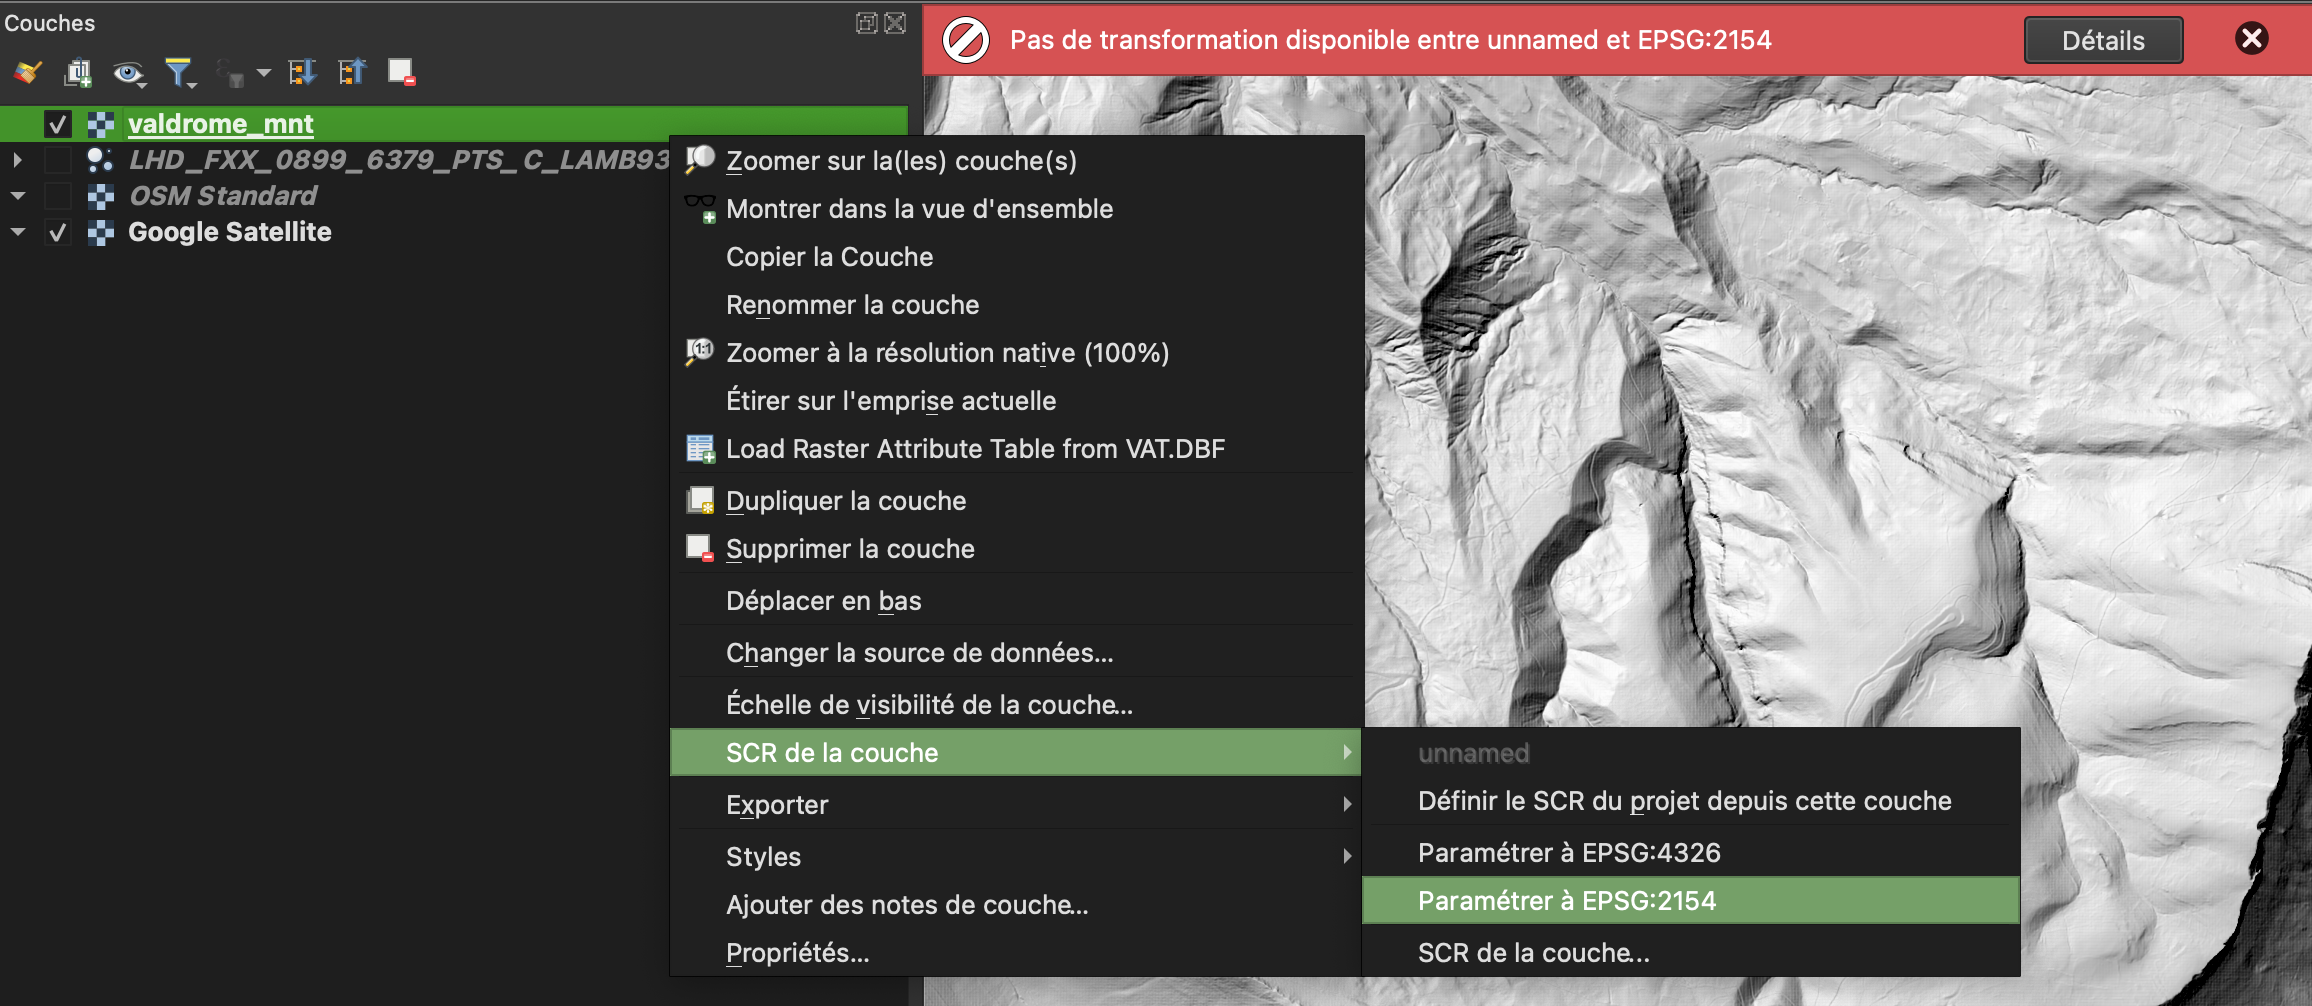 Couches
Pas de transformation disponible entre unnamed et EPSG:2154
Détails
valdrome_mnt
LHD_FXX_0899_6379_PTS_C_LAMB93
OSM Standard
Google Satellite
Zoomer sur la(les) couche(s)
Montrer dans la vue d'ensemble
Copier la Couche
Renommer la couche
1:1
Zoomer à la résolution native (100%)
Étirer sur l'emprise actuelle
Load Raster Attribute Table from VAT.DBF
Dupliquer la couche
Supprimer la couche
Déplacer en bas
Changer la source de données...
Échelle de visibilité de la couche...
SCR de la couche
Exporter
Styles
Ajouter des notes de couche...
Propriétés...
unnamed
Définir le SCR du projet depuis cette couche
Paramétrer à EPSG:4326
Paramétrer à EPSG:2154
SCR de la couche...